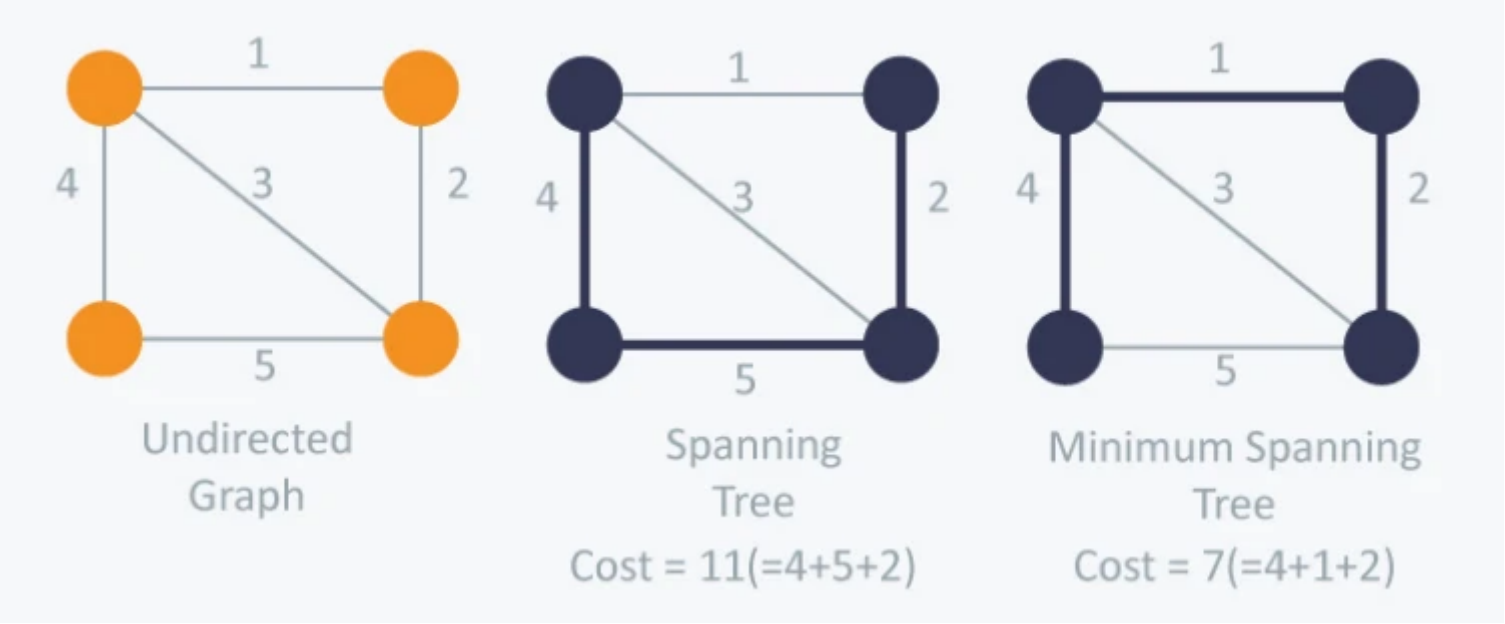 1
4
3
2
5
Undirected
Graph
1
4
3
2
5
Spanning
Tree
Cost = 11(=4+5+2)
1
4
3
2
5
Minimum Spanning
Tree
Cost = 7(=4+1+2)